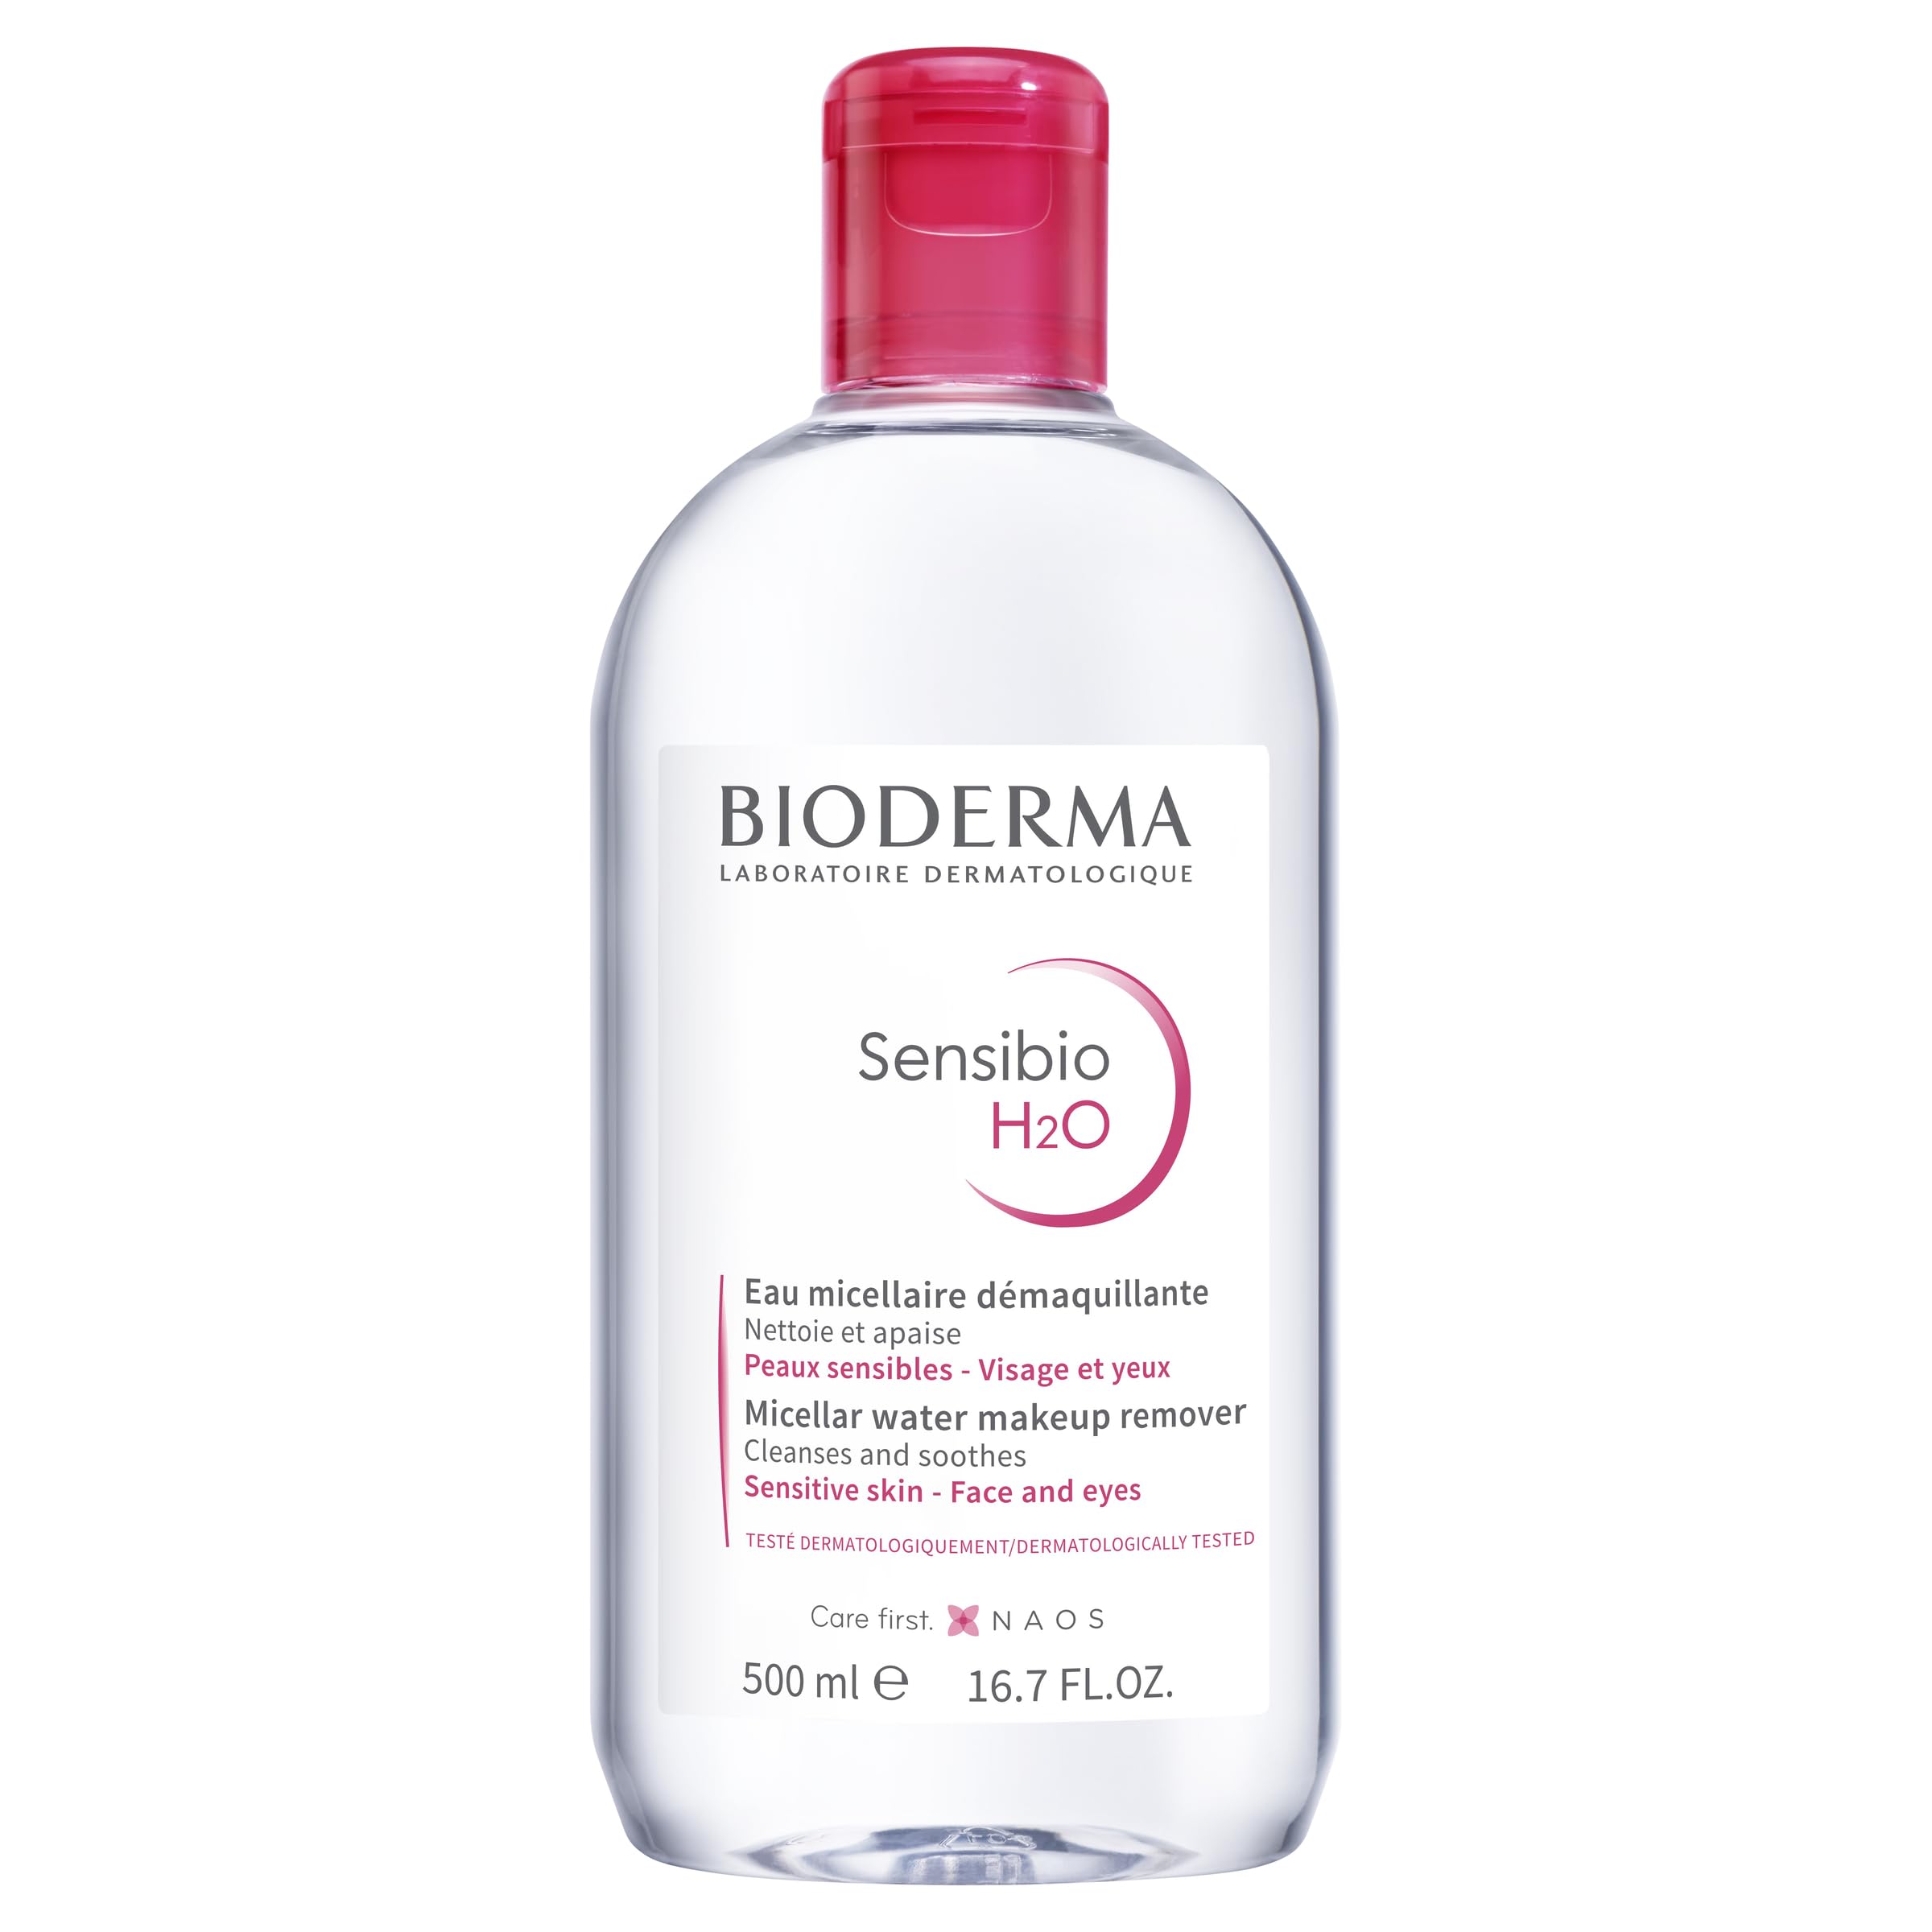 BIODERMA
LABORATOIRE DERMATOLOGIQUE
Sensibio
H2O
Eau micellaire démaquillante
Nettoie et apaise
Peaux sensibles - Visage et yeux
Micellar water makeup remover
Cleanses and soothes
Sensitive skin - Face and eyes
TESTÉ DERMATOLOGIQUEMENT/DERMATOLOGICALLY TESTED
Care first. NAOS
500 ml ℮ 16.7 FL.OZ.